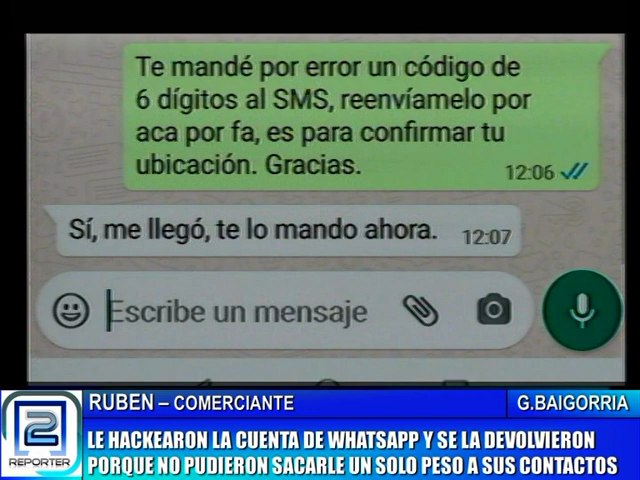 Te mandé por error un código de
6 dígitos al SMS, reenvíamelo por
aca por fa, es para confirmar tu
ubicación. Gracias.
12:06
Sí, me llegó, te lo mando ahora.
12:07
Escribe un mensaje
RUBEN – COMERCIANTE
G.BAIGORRIA
2
REPORTER
LE HACKEARON LA CUENTA DE WHATSAPP Y SE LA DEVOLVIERON
PORQUE NO PUDIERON SACARLE UN SOLO PESO A SUS CONTACTOS